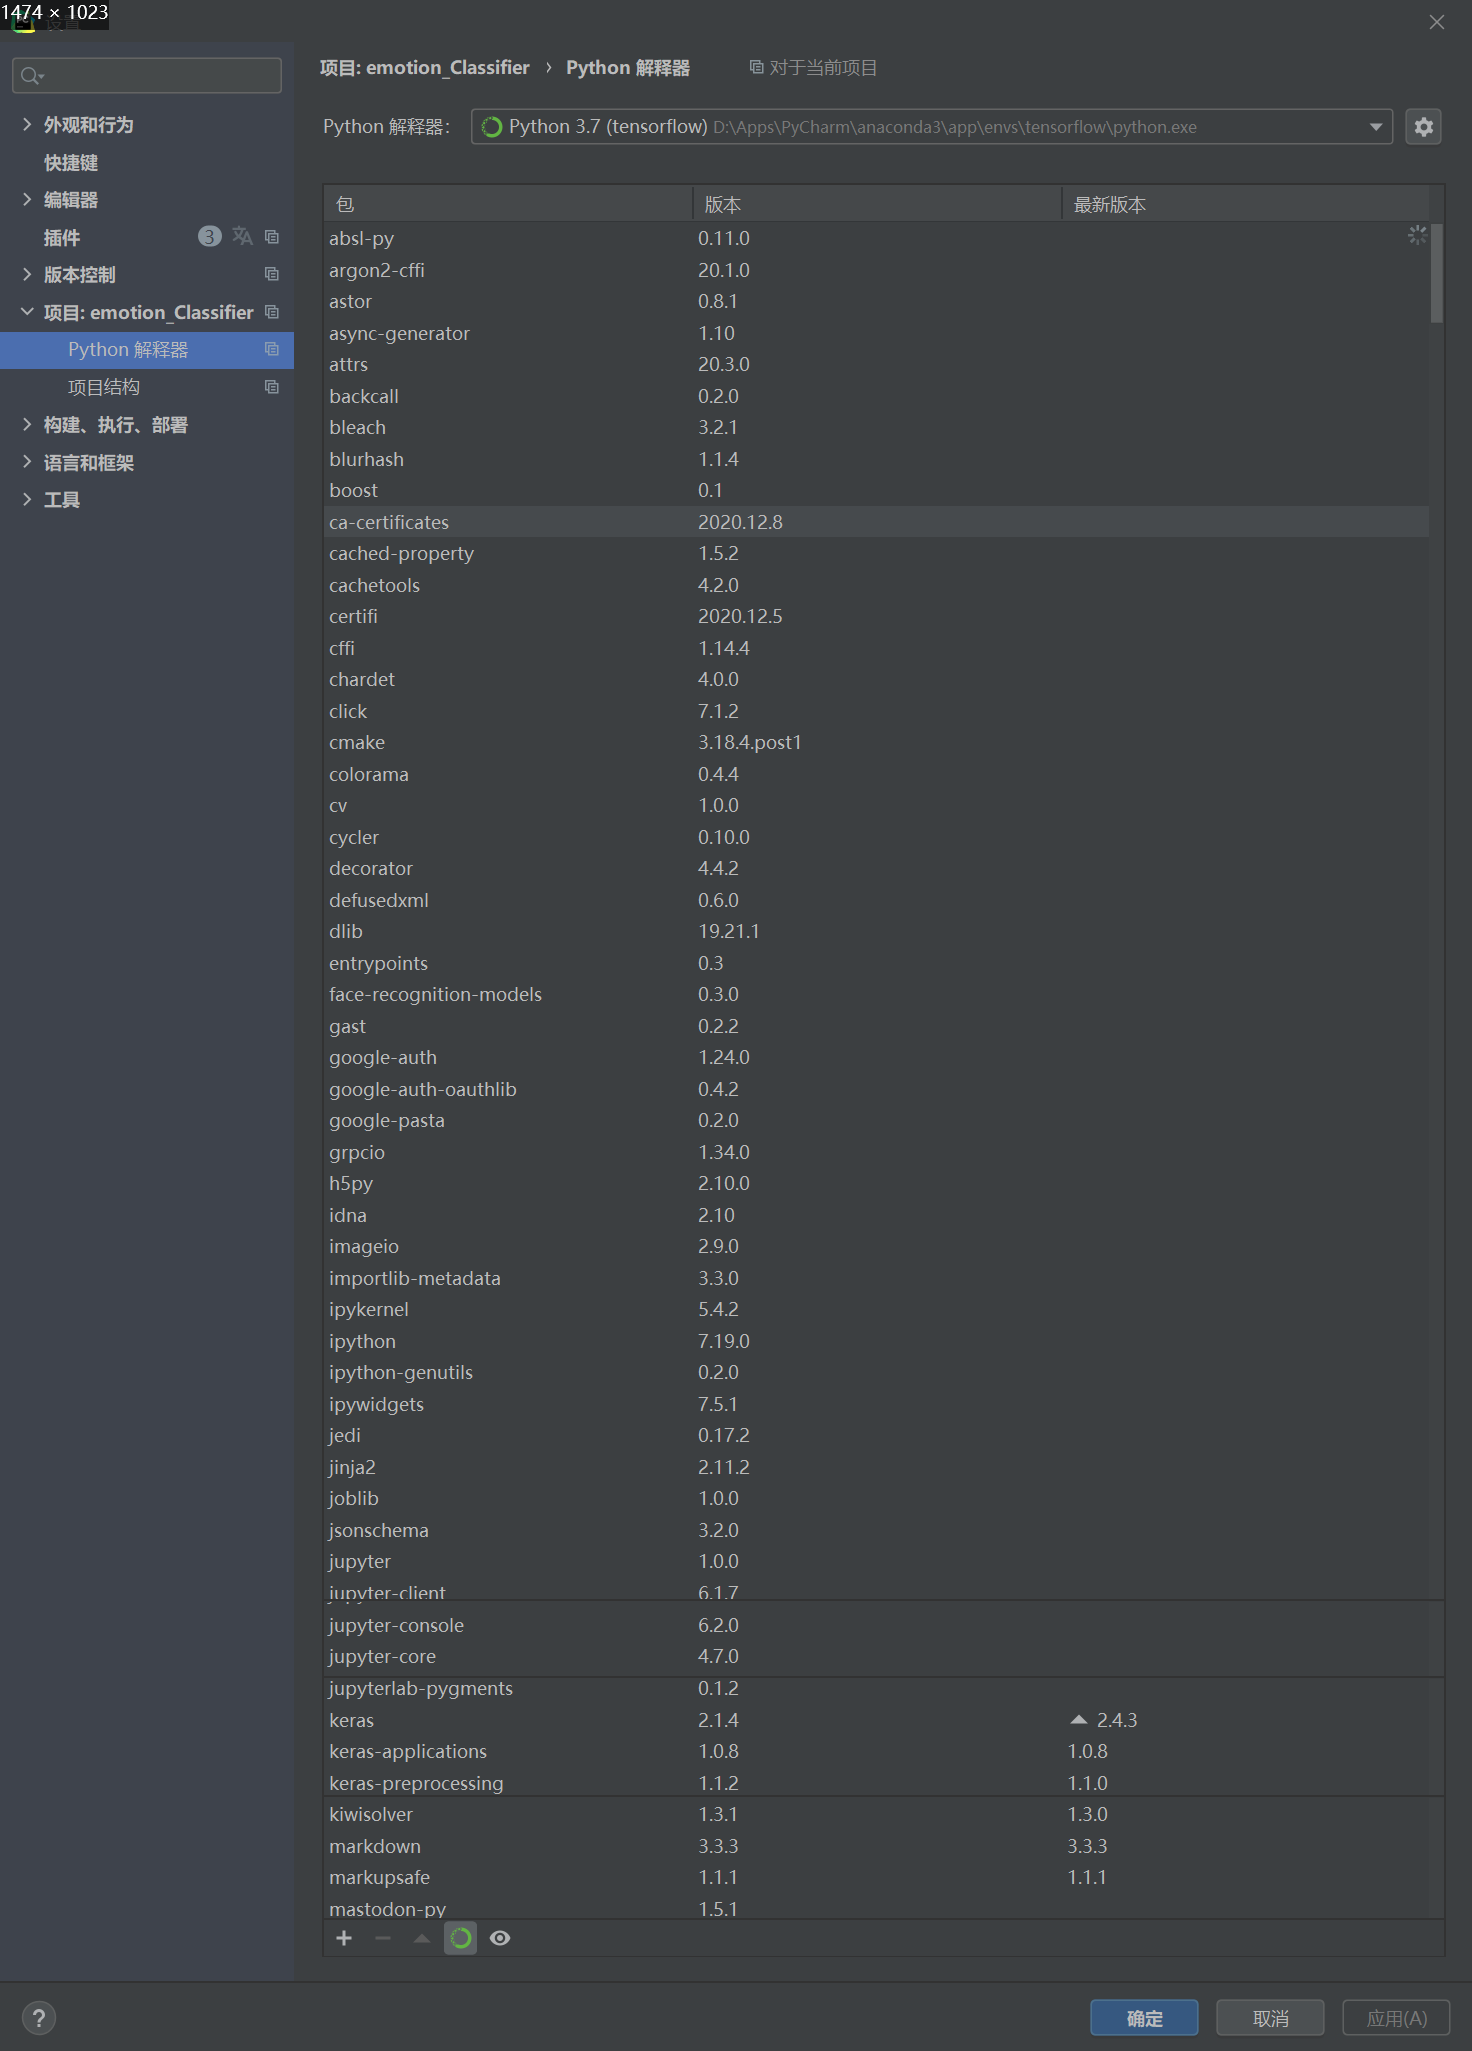 1474 × 1023
设置
项目: emotion_Classifier › Python 解释器 对于当前项目
外观和行为
快捷键
编辑器
插件 3
版本控制
项目: emotion_Classifier
Python 解释器
项目结构
构建、执行、部署
语言和框架
工具
Python 解释器: Python 3.7 (tensorflow) D:\Apps\PyCharm\anaconda3\app\envs\tensorflow\python.exe
包 版本 最新版本
absl-py 0.11.0
argon2-cffi 20.1.0
astor 0.8.1
async-generator 1.10
attrs 20.3.0
backcall 0.2.0
bleach 3.2.1
blurhash 1.1.4
boost 0.1
ca-certificates 2020.12.8
cached-property 1.5.2
cachetools 4.2.0
certifi 2020.12.5
cffi 1.14.4
chardet 4.0.0
click 7.1.2
cmake 3.18.4.post1
colorama 0.4.4
cv 1.0.0
cycler 0.10.0
decorator 4.4.2
defusedxml 0.6.0
dlib 19.21.1
entrypoints 0.3
face-recognition-models 0.3.0
gast 0.2.2
google-auth 1.24.0
google-auth-oauthlib 0.4.2
google-pasta 0.2.0
grpcio 1.34.0
h5py 2.10.0
idna 2.10
imageio 2.9.0
importlib-metadata 3.3.0
ipykernel 5.4.2
ipython 7.19.0
ipython-genutils 0.2.0
ipywidgets 7.5.1
jedi 0.17.2
jinja2 2.11.2
joblib 1.0.0
jsonschema 3.2.0
jupyter 1.0.0
jupyter-client 6.1.7
jupyter-console 6.2.0
jupyter-core 4.7.0
jupyterlab-pygments 0.1.2
keras 2.1.4 2.4.3
keras-applications 1.0.8 1.0.8
keras-preprocessing 1.1.2 1.1.0
kiwisolver 1.3.1 1.3.0
markdown 3.3.3 3.3.3
markupsafe 1.1.1 1.1.1
mastodon-py 1.5.1
? 确定 取消 应用(A)